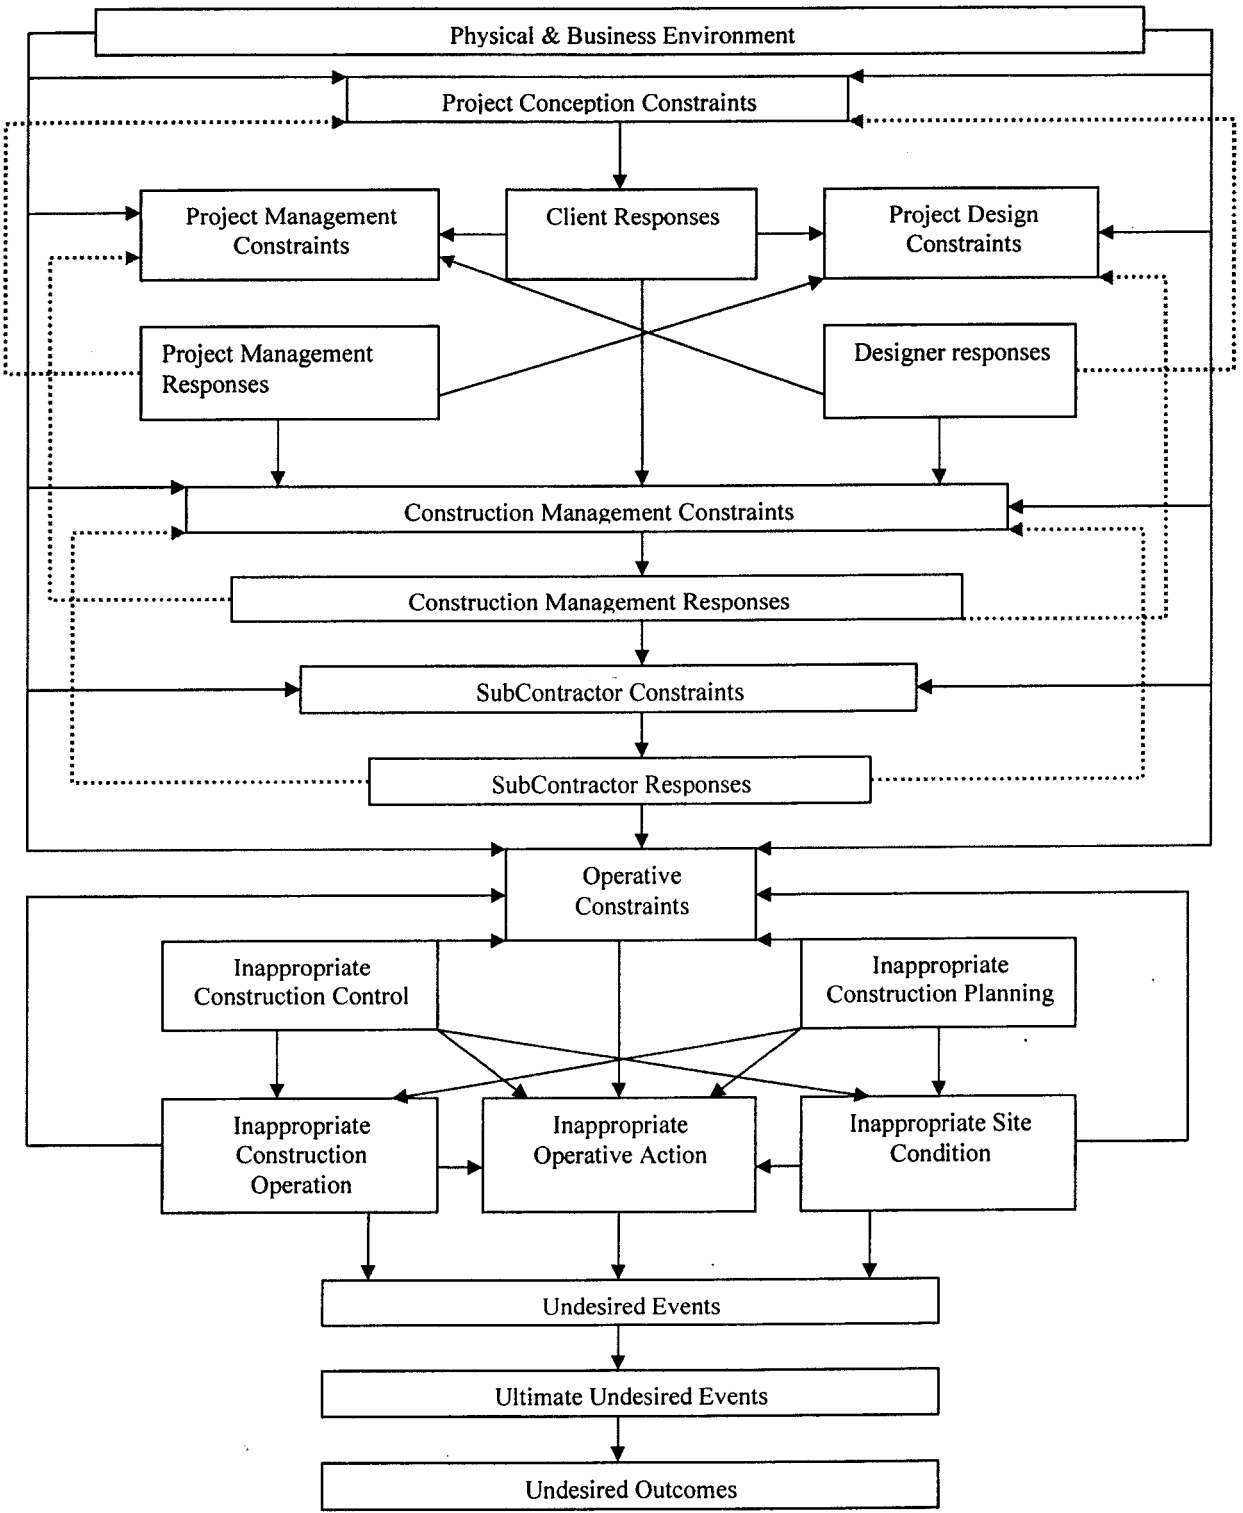 Physical & Business Environment
Project Conception Constraints
Project Management
Constraints
Client Responses
Project Design
Constraints
Project Management
Responses
Designer responses
Construction Management Constraints
Construction Management Responses
SubContractor Constraints
SubContractor Responses
Operative
Constraints
Inappropriate
Construction Control
Inappropriate
Construction Planning
Inappropriate
Construction
Operation
Inappropriate
Operative Action
Inappropriate Site
Condition
Undesired Events
Ultimate Undesired Events
Undesired Outcomes